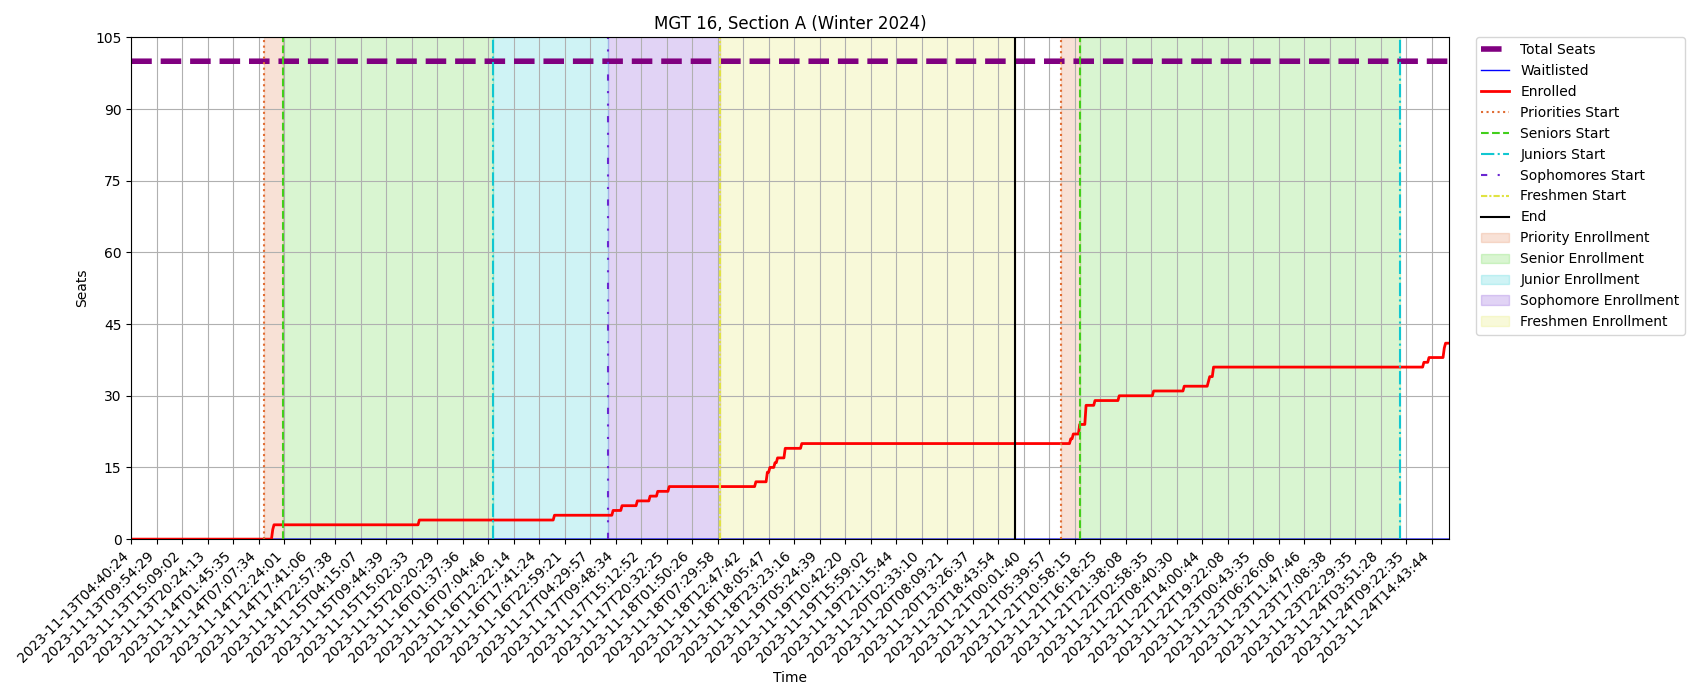 MGT 16, Section A (Winter 2024)
105
90
75
60
45
30
15
0
Seats
2023-11-13T04:40:24
2023-11-13T09:54:29
2023-11-13T15:09:02
2023-11-13T20:24:13
2023-11-14T01:45:35
2023-11-14T07:07:34
2023-11-14T12:24:01
2023-11-14T17:41:06
2023-11-14T22:57:38
2023-11-15T04:15:07
2023-11-15T09:44:39
2023-11-15T15:02:33
2023-11-15T20:20:29
2023-11-16T01:37:36
2023-11-16T07:04:46
2023-11-16T12:22:14
2023-11-16T17:41:24
2023-11-16T22:59:21
2023-11-17T04:29:57
2023-11-17T09:48:34
2023-11-17T15:12:52
2023-11-17T20:32:25
2023-11-18T01:50:26
2023-11-18T07:29:58
2023-11-18T12:47:42
2023-11-18T18:05:47
2023-11-18T23:23:16
2023-11-19T05:24:39
2023-11-19T10:42:20
2023-11-19T15:59:02
2023-11-19T21:15:44
2023-11-20T02:33:10
2023-11-20T08:09:21
2023-11-20T13:26:37
2023-11-20T18:43:54
2023-11-21T00:01:40
2023-11-21T05:39:57
2023-11-21T10:58:15
2023-11-21T16:18:25
2023-11-21T21:38:08
2023-11-22T02:58:35
2023-11-22T08:40:30
2023-11-22T14:00:44
2023-11-22T19:22:08
2023-11-23T00:43:35
2023-11-23T06:26:06
2023-11-23T11:47:46
2023-11-23T17:08:38
2023-11-23T22:29:35
2023-11-24T03:51:28
2023-11-24T09:22:35
2023-11-24T14:43:44
Time
Total Seats
Waitlisted
Enrolled
Priorities Start
Seniors Start
Juniors Start
Sophomores Start
Freshmen Start
End
Priority Enrollment
Senior Enrollment
Junior Enrollment
Sophomore Enrollment
Freshmen Enrollment